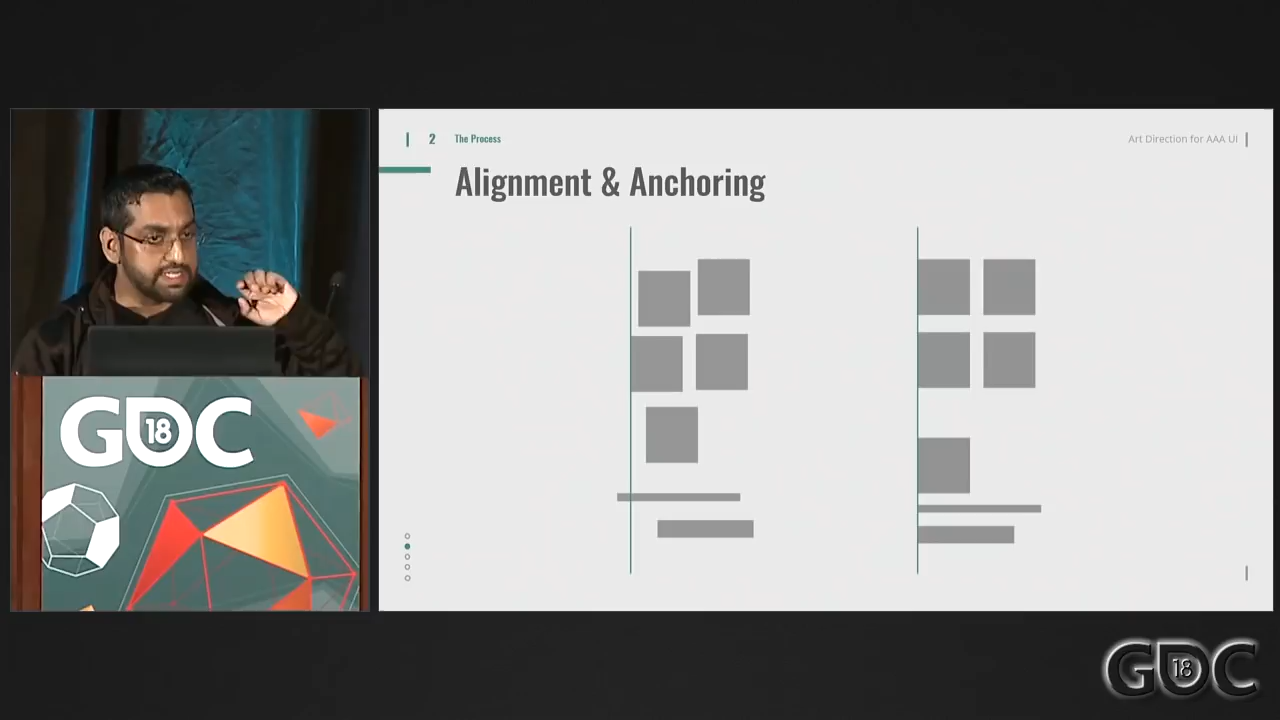 2 The Process
Art Direction for AAA UI
Alignment & Anchoring
GDC 18
GDC 18